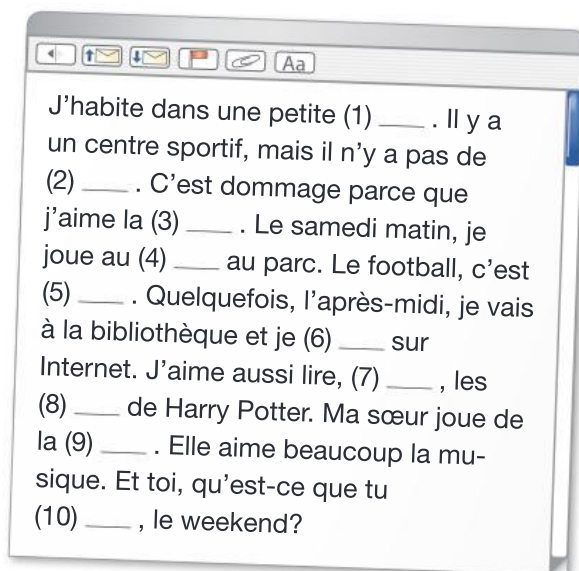 Aa
J’habite dans une petite (1) ____ . Il y a
un centre sportif, mais il n’y a pas de
(2) ____ . C’est dommage parce que
j’aime la (3) ____ . Le samedi matin, je
joue au (4) ____ au parc. Le football, c’est
(5) ____ . Quelquefois, l’après-midi, je vais
à la bibliothèque et je (6) ____ sur
Internet. J’aime aussi lire, (7) ____ , les
(8) ____ de Harry Potter. Ma sœur joue de
la (9) ____ . Elle aime beaucoup la mu-
sique. Et toi, qu’est-ce que tu
(10) ____ , le weekend?